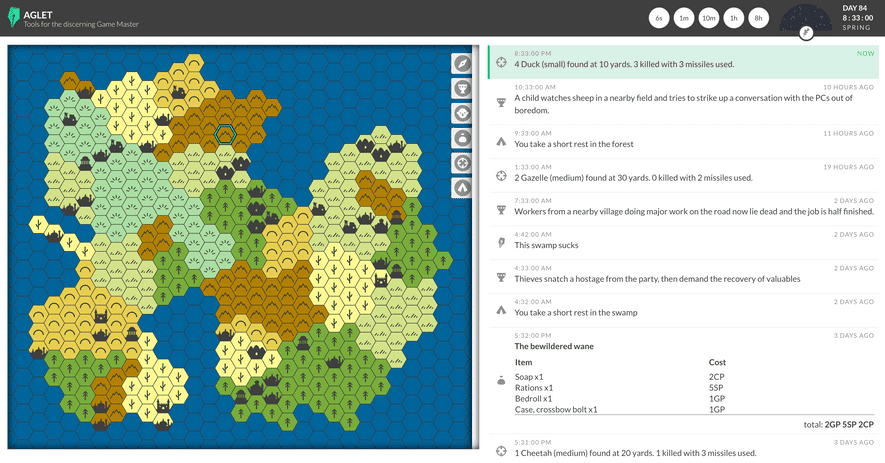 AGLET
Tools for the discerning Game Master
6s
1m
10m
1h
8h
DAY 84
8 : 33 : 00
SPRING
8:33:00 PM
NOW
4 Duck (small) found at 10 yards. 3 killed with 3 missiles used.
10:33:00 AM
10 HOURS AGO
A child watches sheep in a nearby field and tries to strike up a conversation with the PCs out of
boredom.
9:33:00 AM
11 HOURS AGO
You take a short rest in the forest
1:33:00 AM
19 HOURS AGO
2 Gazelle (medium) found at 30 yards. 0 killed with 2 missiles used.
7:33:00 AM
2 DAYS AGO
Workers from a nearby village doing major work on the road now lie dead and the job is half finished.
4:42:00 AM
2 DAYS AGO
This swamp sucks
4:33:00 AM
2 DAYS AGO
Thieves snatch a hostage from the party, then demand the recovery of valuables
4:32:00 AM
2 DAYS AGO
You take a short rest in the swamp
5:32:00 PM
3 DAYS AGO
The bewildered wane
Item Cost
Soap x1 2CP
Rations x1 5SP
Bedroll x1 1GP
Case, crossbow bolt x1 1GP
total: 2GP 5SP 2CP
5:31:00 PM
3 DAYS AGO
1 Cheetah (medium) found at 20 yards. 1 killed with 3 missiles used.